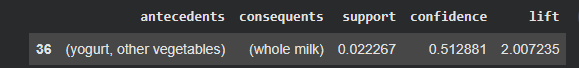 antecedents consequents support confidence lift
36 (yogurt, other vegetables) (whole milk) 0.022267 0.512881 2.007235